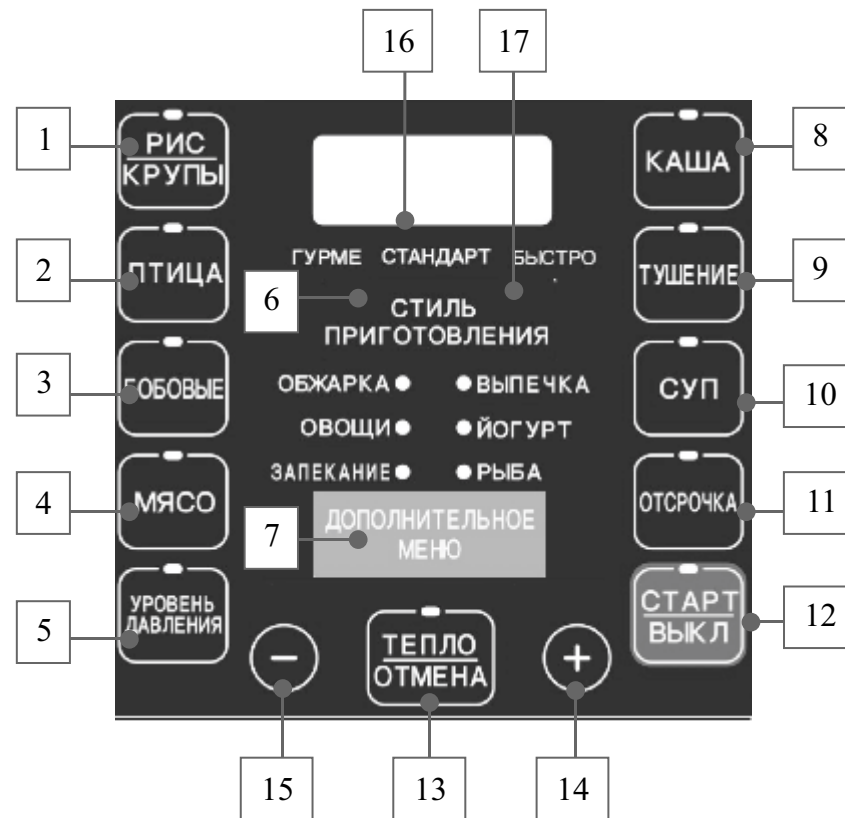 16 17
1
РИС
КРУПЫ
2
ПТИЦА
3
БОБОВЫЕ
4
МЯСО
5
УРОВЕНЬ
ДАВЛЕНИЯ
ГУРМЕ СТАНДАРТ БЫСТРО
6
СТИЛЬ
ПРИГОТОВЛЕНИЯ
ОБЖАРКА ВЫПЕЧКА
ОВОЩИ ЙОГУРТ
ЗАПЕКАНИЕ РЫБА
7
ДОПОЛНИТЕЛЬНОЕ
МЕНЮ
КАША
8
ТУШЕНИЕ
9
СУП
10
ОТСРОЧКА
11
СТАРТ
ВЫКЛ
12
−
ТЕПЛО
ОТМЕНА
+
15 13 14